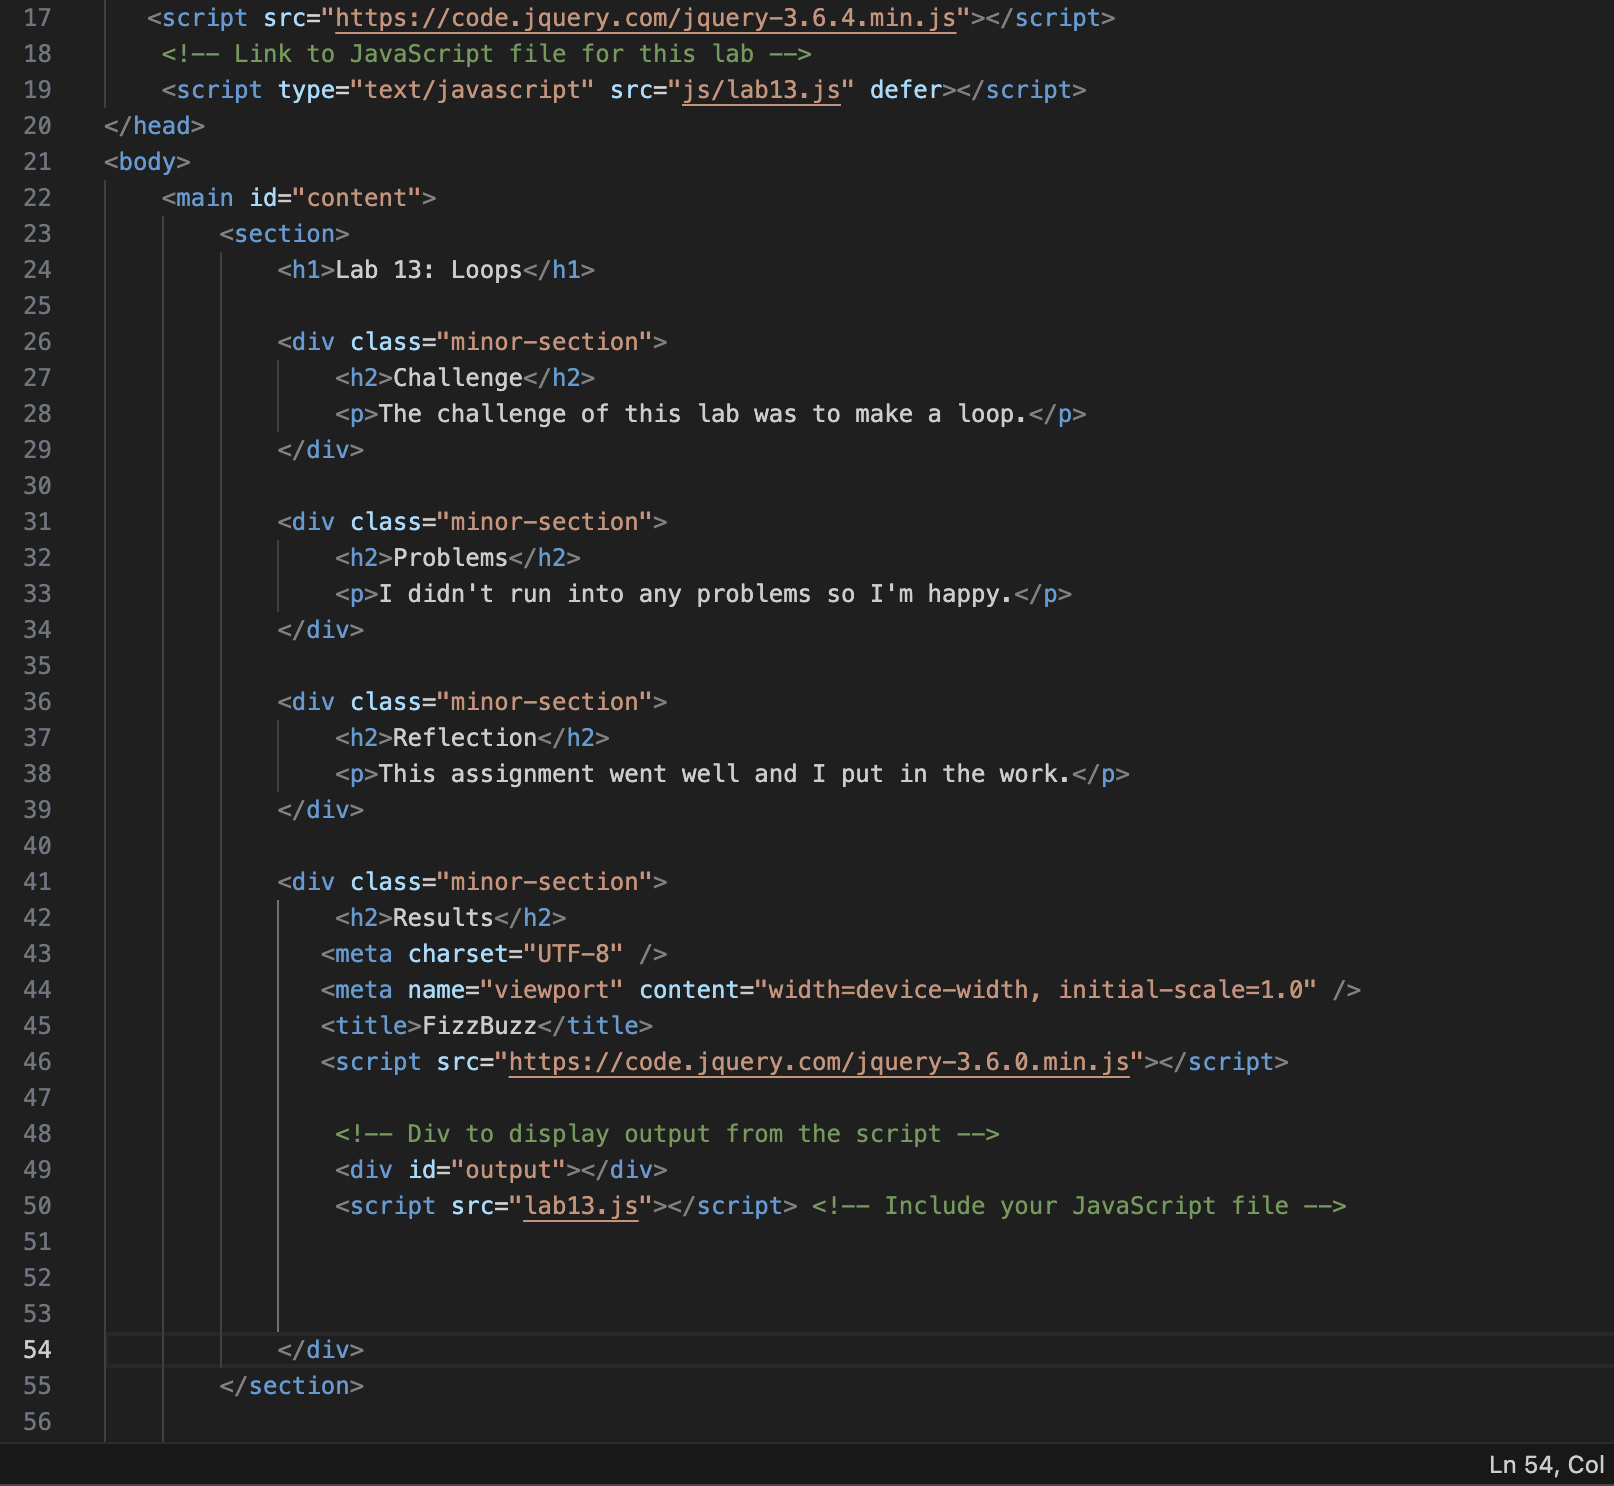 17 <script src="https://code.jquery.com/jquery-3.6.4.min.js"></script>
18 <!-- Link to JavaScript file for this lab -->
19 <script type="text/javascript" src="js/lab13.js" defer></script>
20 </head>
21 <body>
22 <main id="content">
23 <section>
24 <h1>Lab 13: Loops</h1>
25
26 <div class="minor-section">
27 <h2>Challenge</h2>
28 <p>The challenge of this lab was to make a loop.</p>
29 </div>
30
31 <div class="minor-section">
32 <h2>Problems</h2>
33 <p>I didn't run into any problems so I'm happy.</p>
34 </div>
35
36 <div class="minor-section">
37 <h2>Reflection</h2>
38 <p>This assignment went well and I put in the work.</p>
39 </div>
40
41 <div class="minor-section">
42 <h2>Results</h2>
43 <meta charset="UTF-8" />
44 <meta name="viewport" content="width=device-width, initial-scale=1.0" />
45 <title>FizzBuzz</title>
46 <script src="https://code.jquery.com/jquery-3.6.0.min.js"></script>
47
48 <!-- Div to display output from the script -->
49 <div id="output"></div>
50 <script src="lab13.js"></script> <!-- Include your JavaScript file -->
51
52
53
54 </div>
55 </section>
56
Ln 54, Col